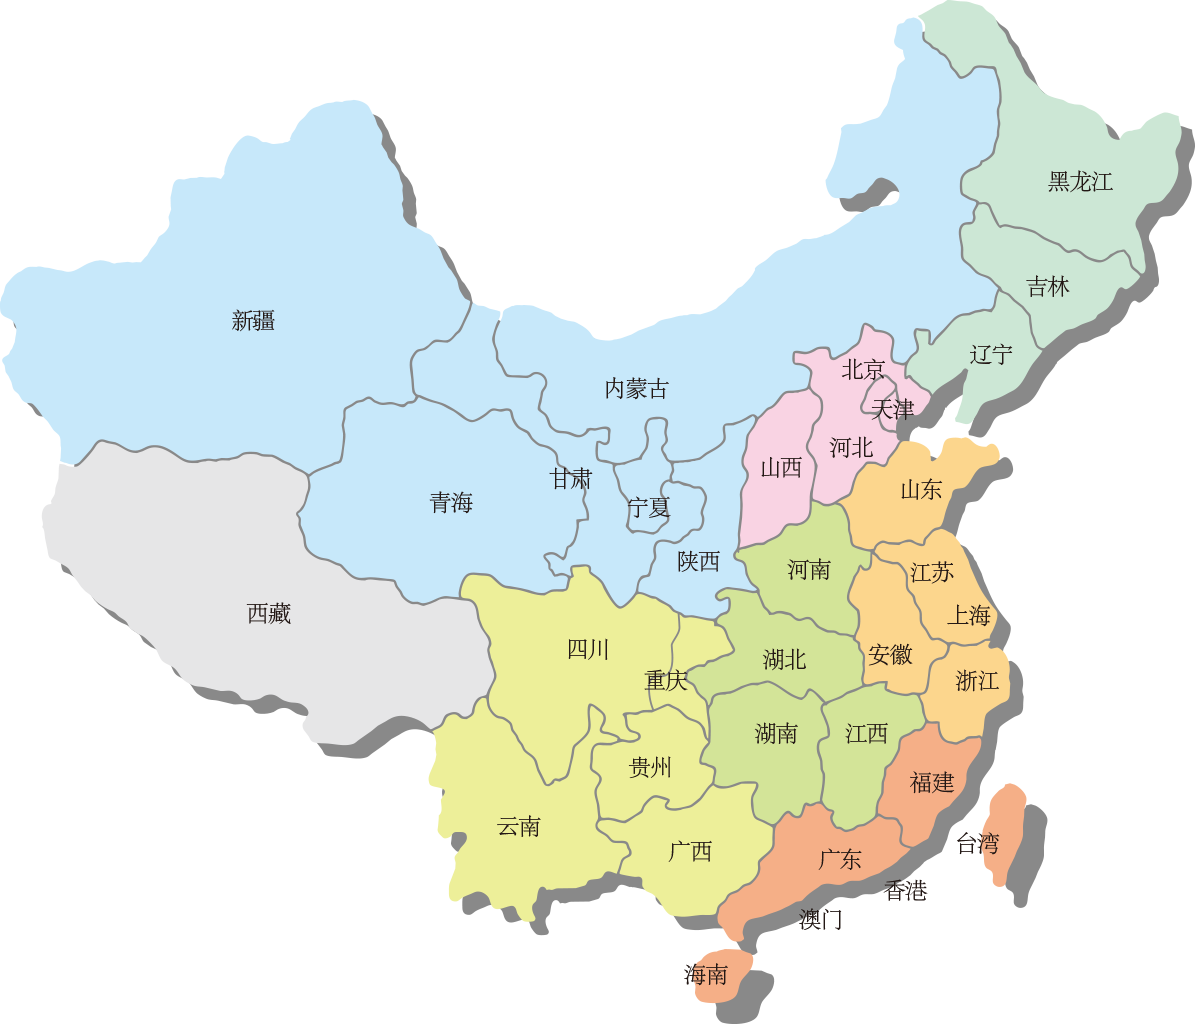 黑龙江
吉林
新疆
辽宁
北京
内蒙古
天津
河北
山西
甘肃
山东
青海
宁夏
陕西
河南
江苏
西藏
上海
四川
安徽
湖北
重庆
浙江
湖南
江西
贵州
福建
云南
台湾
广西
广东
香港
澳门
海南